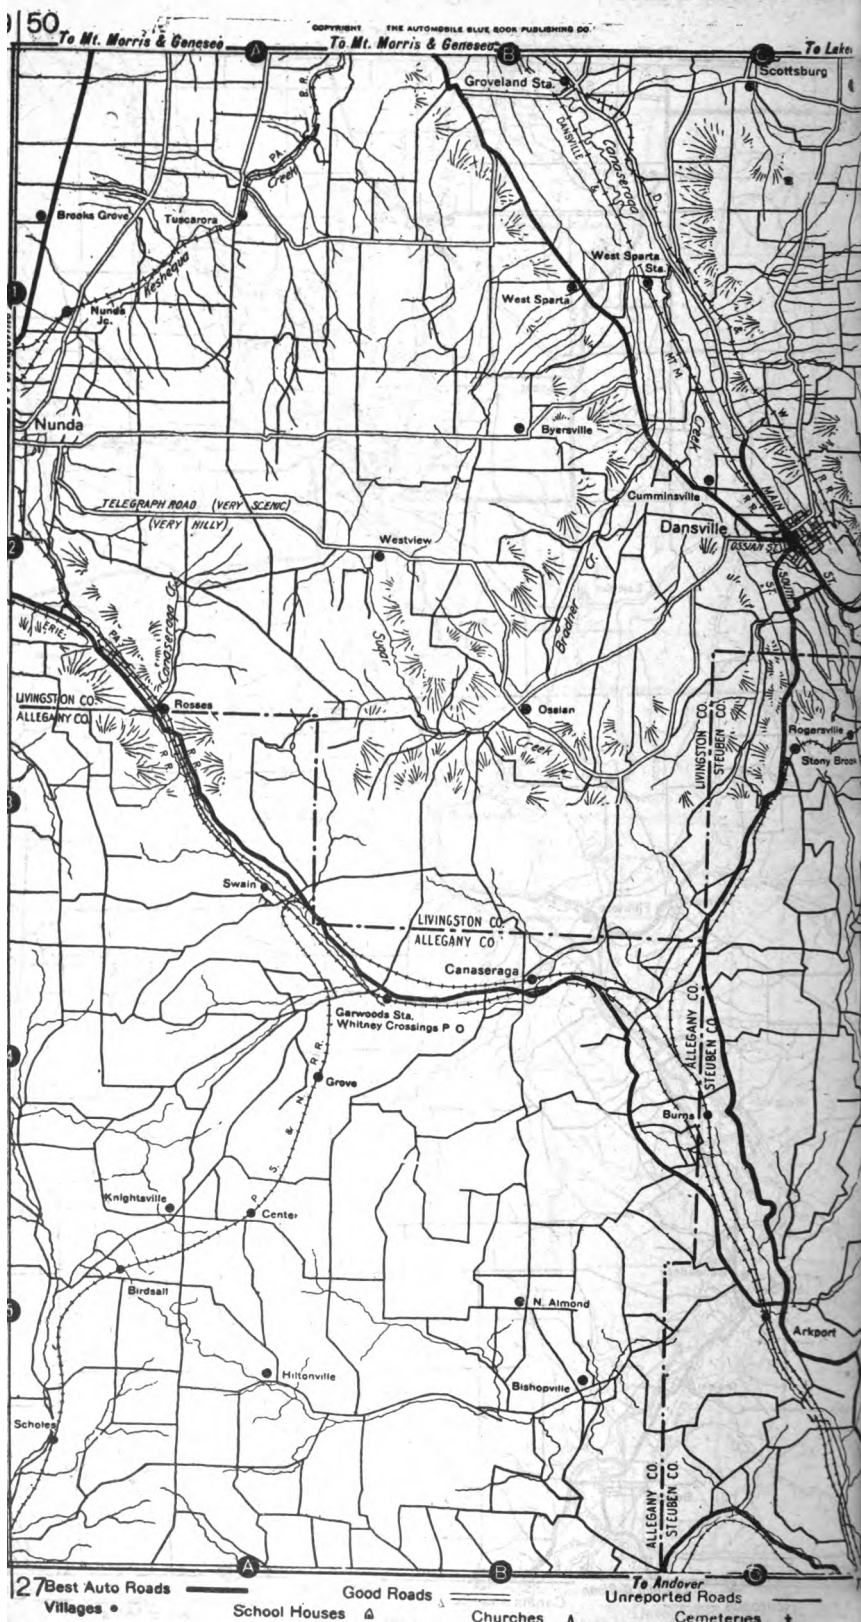 50
COPYRIGHT THE AUTOMOBILE BLUE BOOK PUBLISHING CO.
To Mt. Morris & Geneseo
A
To Mt. Morris & Geneseo
B
C
To Lake
Scottsburg
Groveland Sta.
R. R.
DANSVILLE &
Canaseraga
D.
PA.
Creek
Brooks Grove
Tuscarora
Keshequa
West Sparta
Sta.
West Sparta
1
Nunda
Jc.
&
MT M.
W.
Nunda
Byersville
Creek
R. R.
MAIN
Cumminsville
R R.
TELEGRAPH ROAD (VERY SCENIC)
(VERY HILLY)
Dansville
Westview
2
OSSIAN ST.
SOUTH
ST.
ST.
Bradner Cr.
Canaseraga Cr.
Sugar
ERIE
PA.
LIVINGSTON CO.
ALLEGANY CO.
Rosses
Ossian
LIVINGSTON CO.
STEUBEN CO.
Rogersville
Stony Brook
Creek
R. R.
R. R.
3
Swain
LIVINGSTON CO.
ALLEGANY CO.
Canaseraga
Garwoods Sta.
Whitney Crossings P O
ALLEGANY CO.
STEUBEN CO.
4
R. R.
Grove
N.
&
S.
P.
Burns
Knightsville
Center
Birdsall
5
N. Almond
Arkport
Hiltonville
Bishopville
Scholes
ALLEGANY CO.
STEUBEN CO.
A
B
C
To Andover
27
Best Auto Roads
Good Roads
Unreported Roads
Villages
School Houses
Churches
Cemeteries